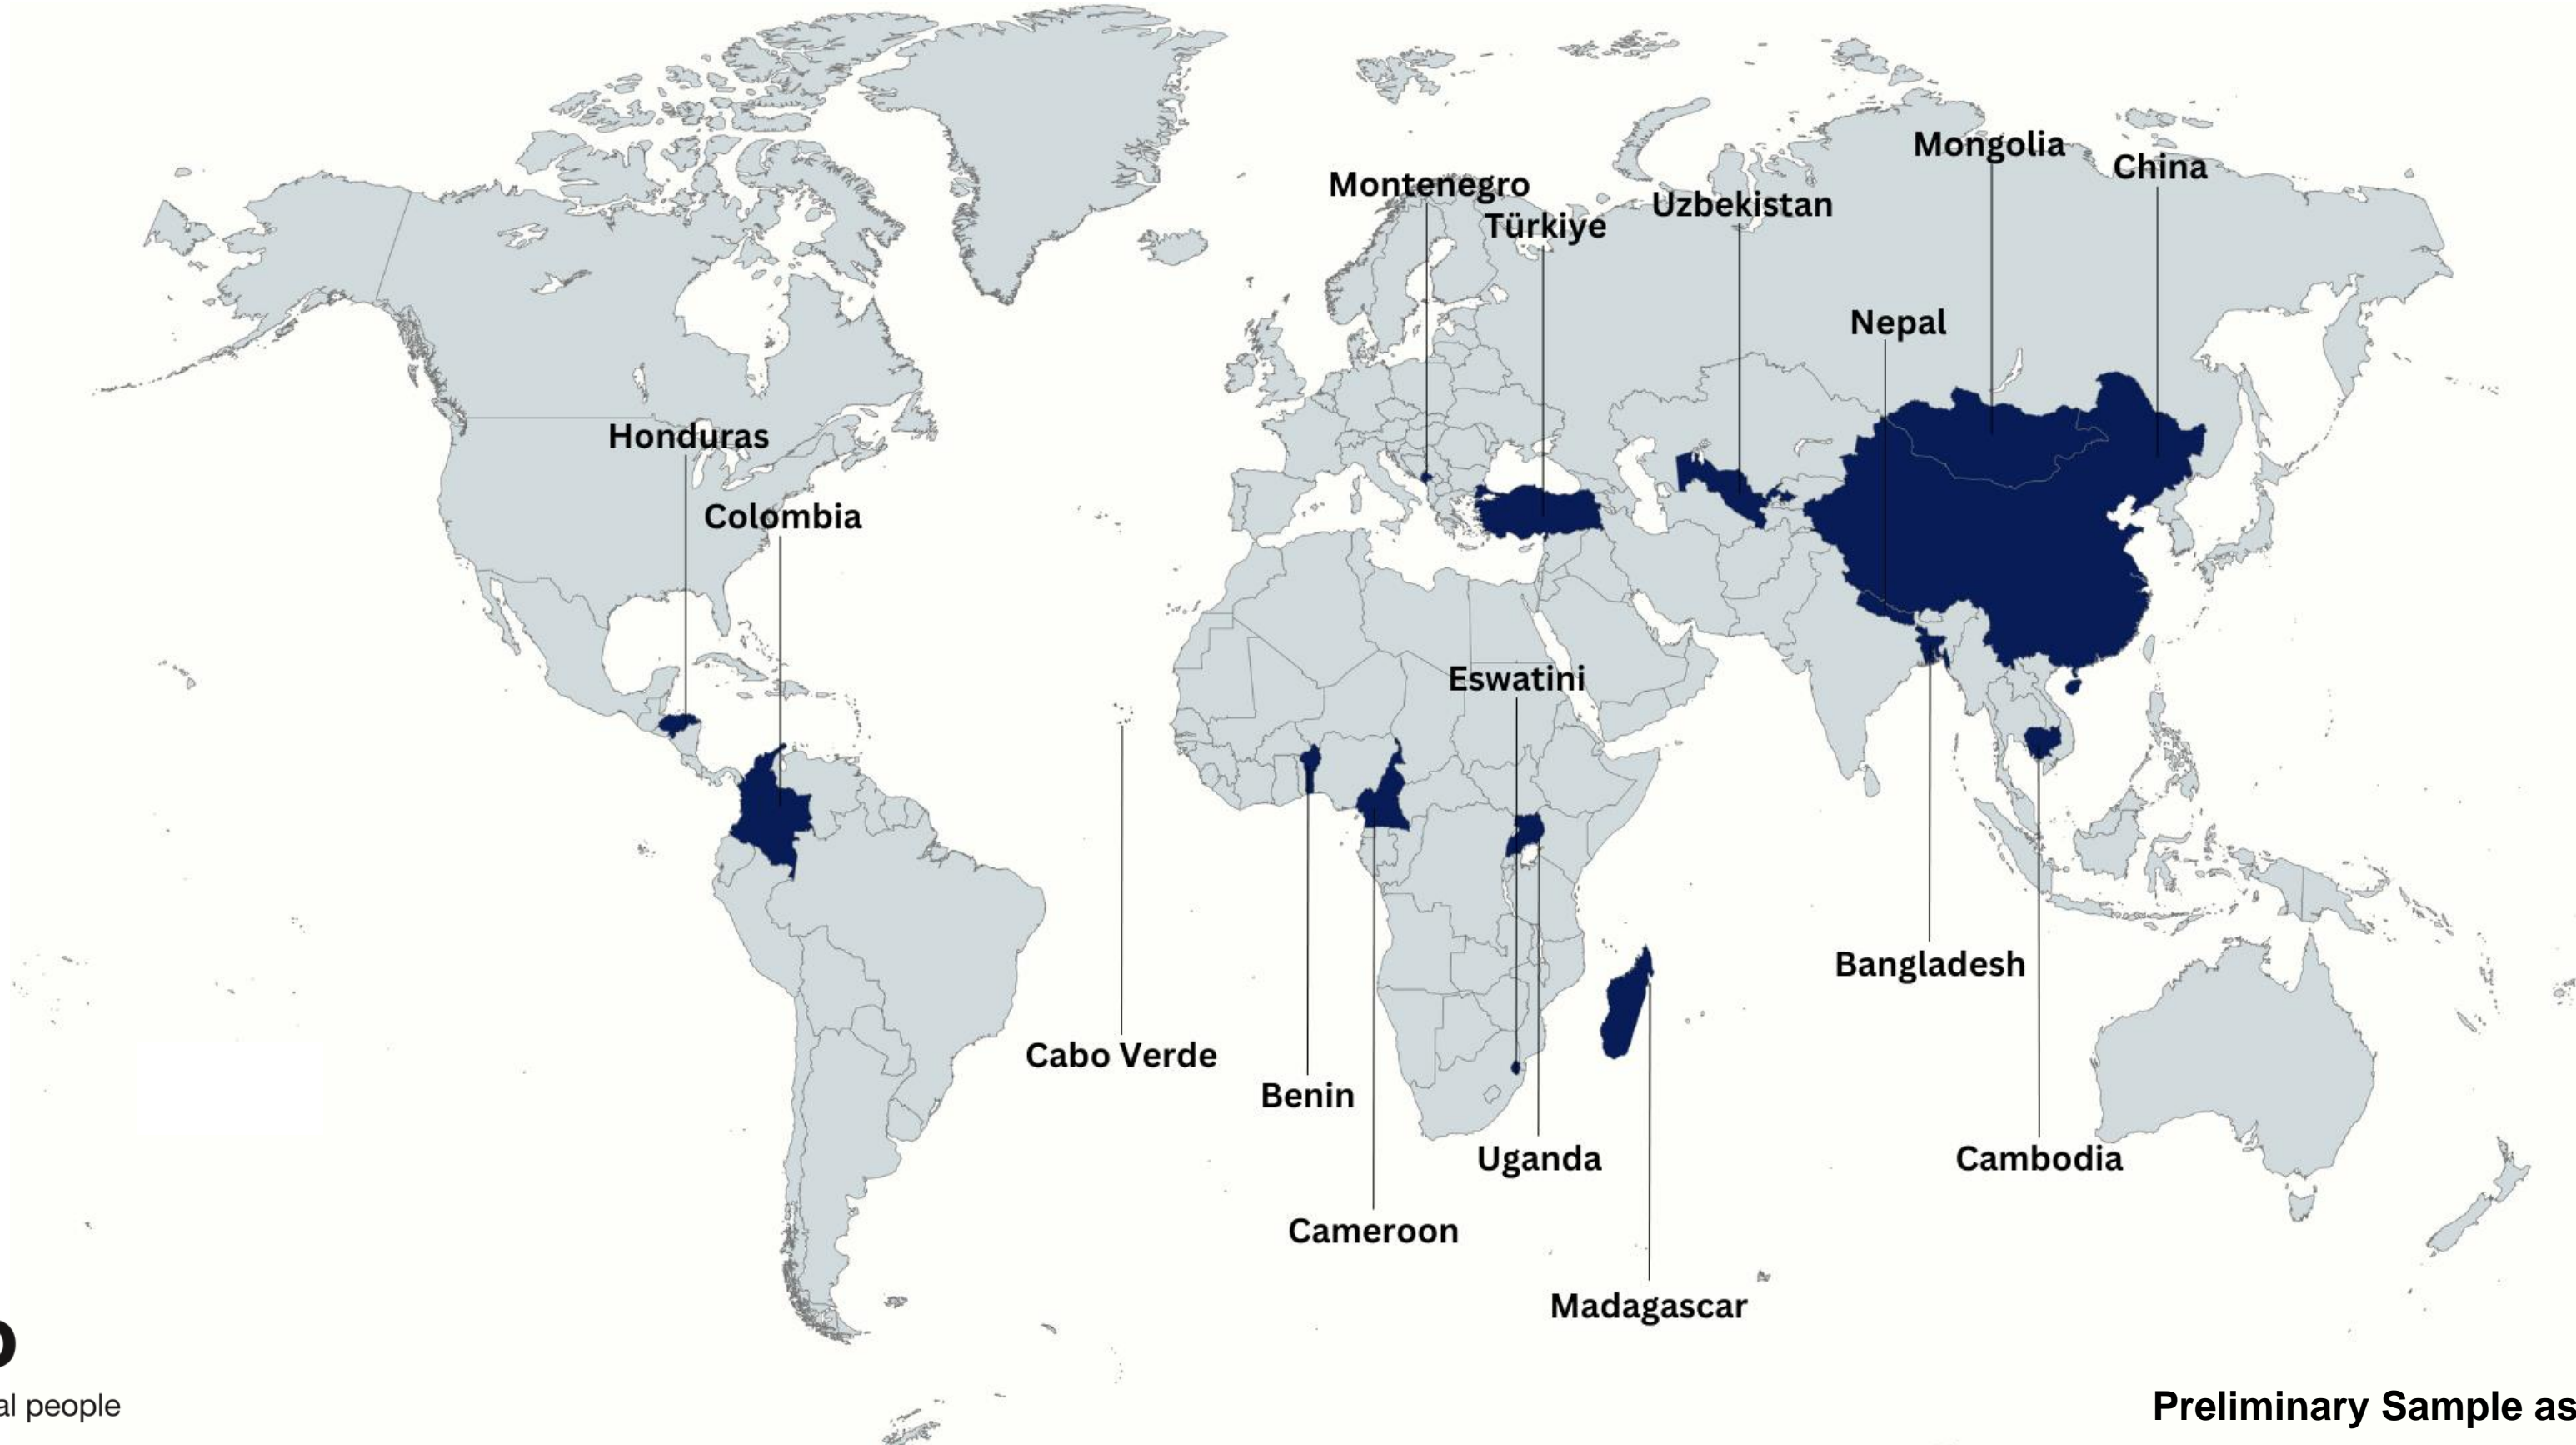 Mongolia
China
Montenegro
Uzbekistan
Türkiye
Nepal
Honduras
Colombia
Eswatini
Bangladesh
Cabo Verde
Benin
Uganda
Cambodia
Cameroon
Madagascar
al people
Preliminary Sample as